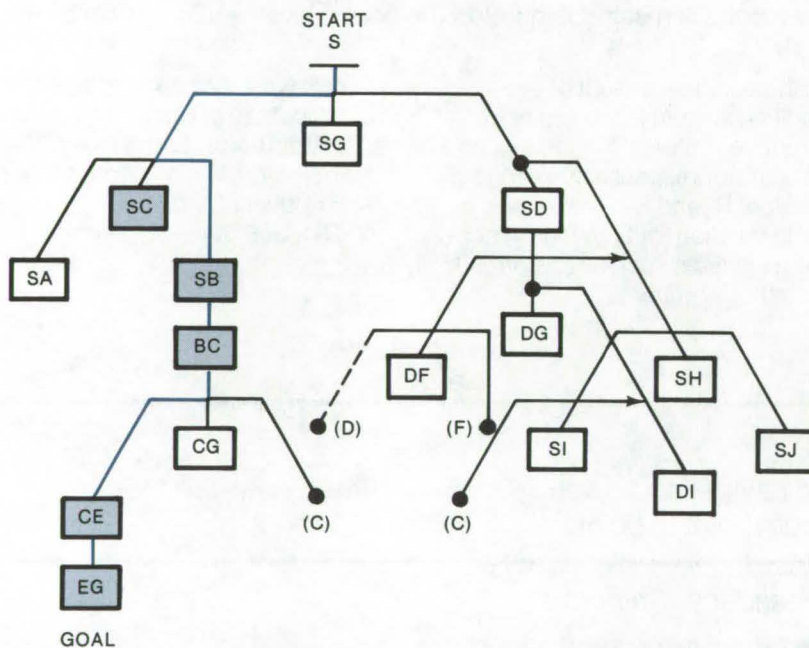 START
S
SG
SC
SD
SA
SB
DG
BC
DF
SH
(D)
(F)
CG
SI
SJ
DI
CE
(C)
(C)
EG
GOAL